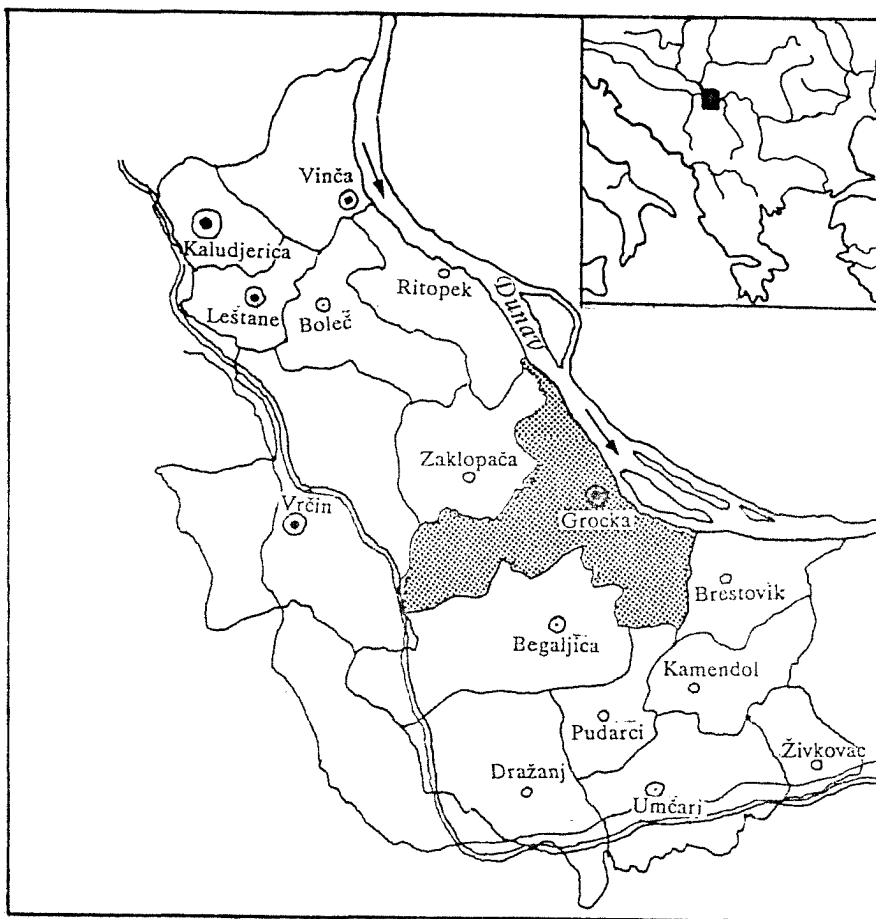 Vinča
Kaludjerica
Ritopek
Dunav
Leštane
Boleč
Zaklopača
Vrčin
Grocka
Brestovik
Begaljica
Kamendol
Pudarci
Živkovac
Dražanj
Umčari